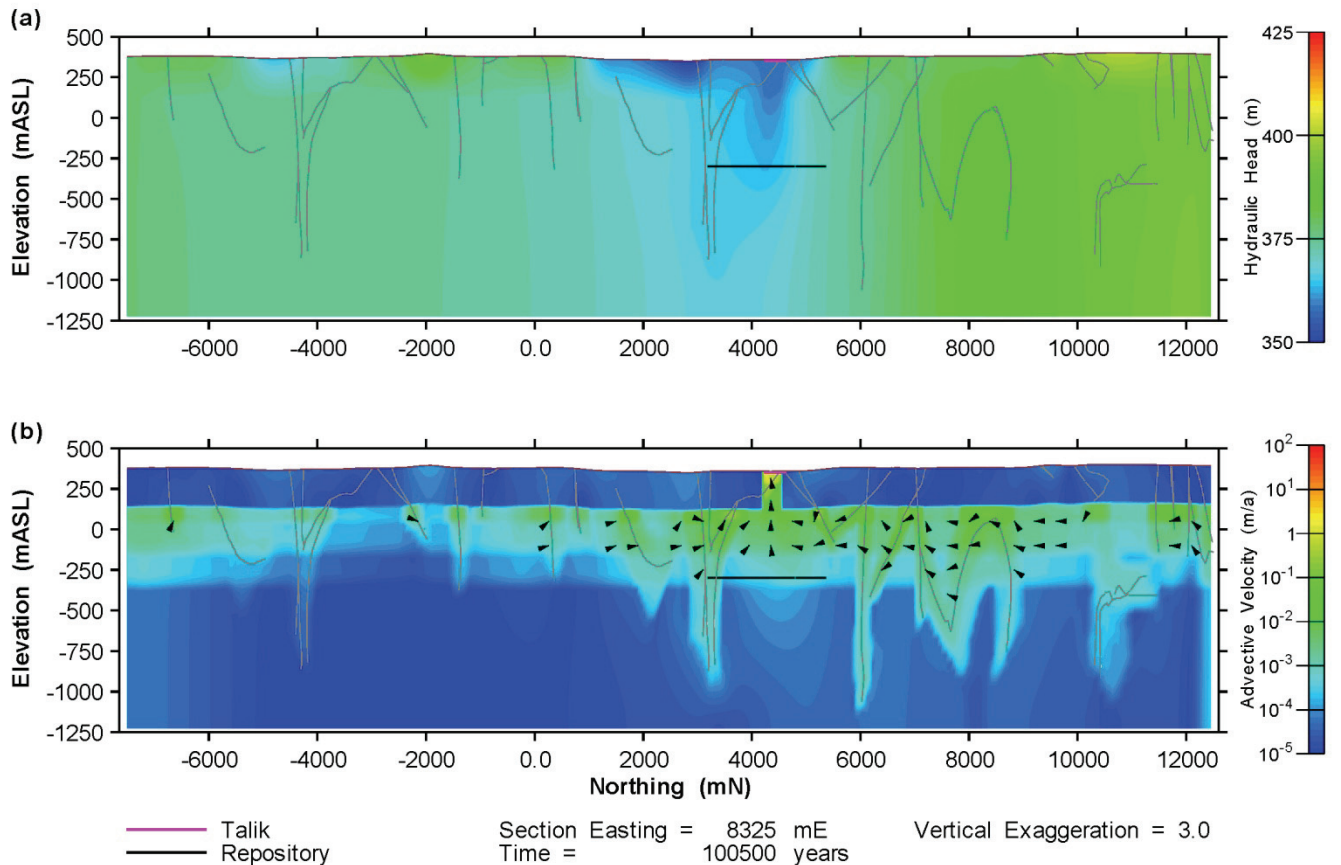 (a)
500
250
0
-250
-500
-750
-1000
-1250
Elevation (mASL)
-6000 -4000 -2000 0.0 2000 4000 6000 8000 10000 12000
425
400
375
350
Hydraulic Head (m)
(b)
500
250
0
-250
-500
-750
-1000
-1250
Elevation (mASL)
-6000 -4000 -2000 0.0 2000 4000 6000 8000 10000 12000
Northing (mN)
10²
10¹
1
10⁻¹
10⁻²
10⁻³
10⁻⁴
10⁻⁵
Advective Velocity (m/a)
Talik Section Easting = 8325 mE Vertical Exaggeration = 3.0
Repository Time = 100500 years